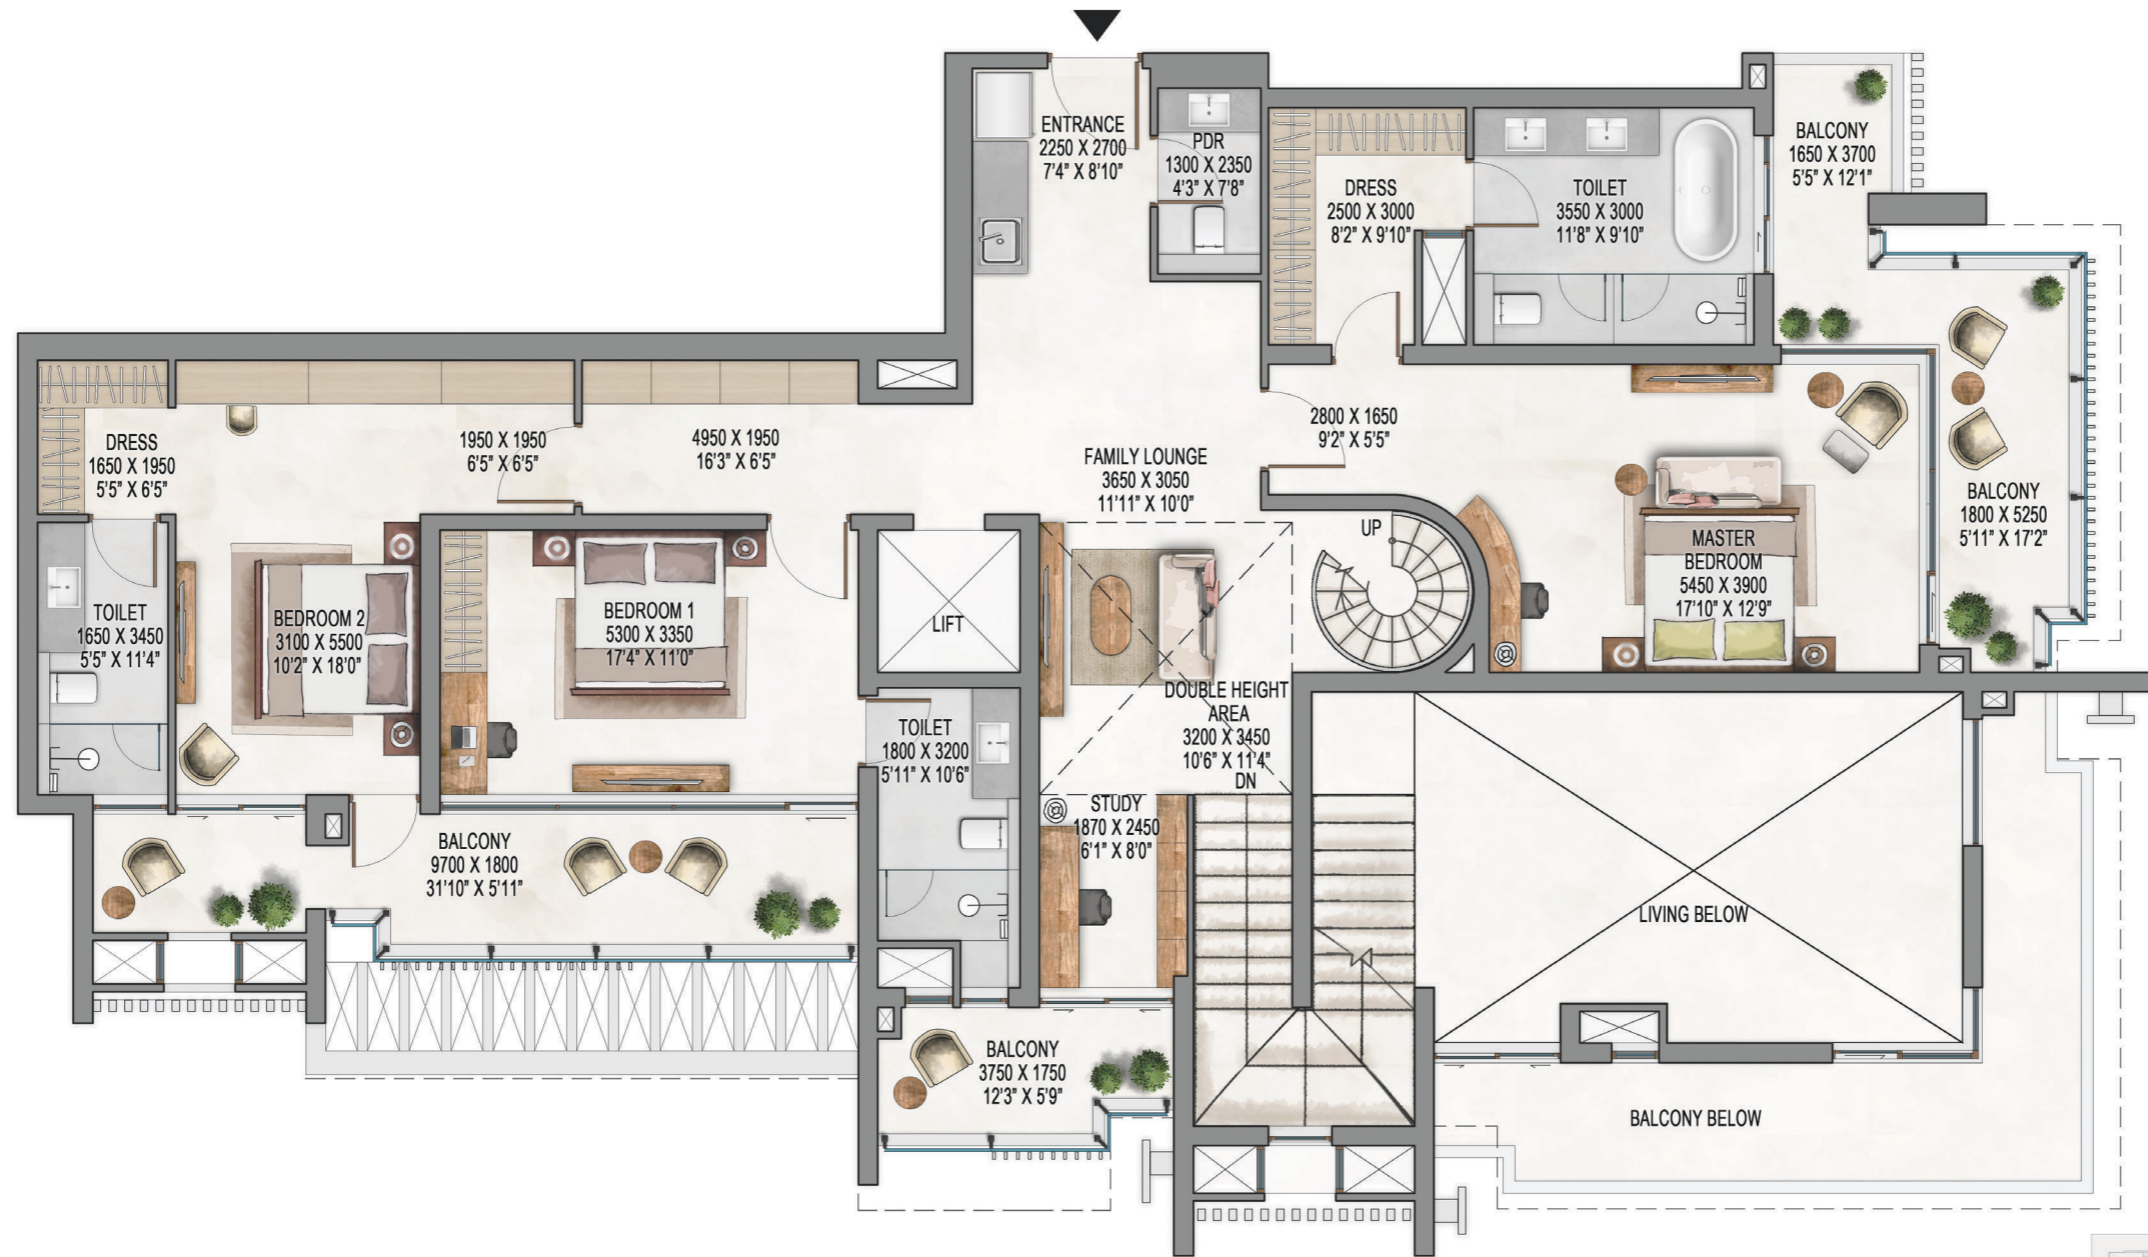 ENTRANCE
2250 X 2700
7'4" X 8'10"
PDR
1300 X 2350
4'3" X 7'8"
DRESS
2500 X 3000
8'2" X 9'10"
TOILET
3550 X 3000
11'8" X 9'10"
BALCONY
1650 X 3700
5'5" X 12'1"
DRESS
1650 X 1950
5'5" X 6'5"
1950 X 1950
6'5" X 6'5"
4950 X 1950
16'3" X 6'5"
FAMILY LOUNGE
3650 X 3050
11'11" X 10'0"
2800 X 1650
9'2" X 5'5"
BALCONY
1800 X 5250
5'11" X 17'2"
UP
MASTER
BEDROOM
5450 X 3900
17'10" X 12'9"
TOILET
1650 X 3450
5'5" X 11'4"
BEDROOM 2
3100 X 5500
10'2" X 18'0"
BEDROOM 1
5300 X 3350
17'4" X 11'0"
LIFT
DOUBLE HEIGHT
AREA
3200 X 3450
10'6" X 11'4"
DN
TOILET
1800 X 3200
5'11" X 10'6"
STUDY
1870 X 2450
6'1" X 8'0"
BALCONY
9700 X 1800
31'10" X 5'11"
LIVING BELOW
BALCONY
3750 X 1750
12'3" X 5'9"
BALCONY BELOW